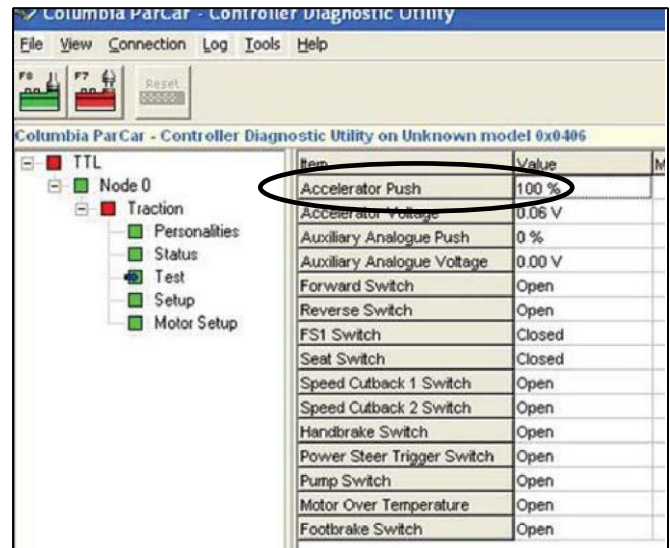 Columbia ParCar - Controller Diagnostic Utility
File View Connection Log Tools Help
F8 F7 Reset
Columbia ParCar - Controller Diagnostic Utility on Unknown model 0x0406
TTL
Node 0
Traction
Personalities
Status
Test
Setup
Motor Setup
Item Value M
Accelerator Push 100 %
Accelerator Voltage 0.06 V
Auxiliary Analogue Push 0 %
Auxiliary Analogue Voltage 0.00 V
Forward Switch Open
Reverse Switch Open
FS1 Switch Closed
Seat Switch Closed
Speed Cutback 1 Switch Open
Speed Cutback 2 Switch Open
Handbrake Switch Open
Power Steer Trigger Switch Open
Pump Switch Open
Motor Over Temperature Open
Footbrake Switch Open